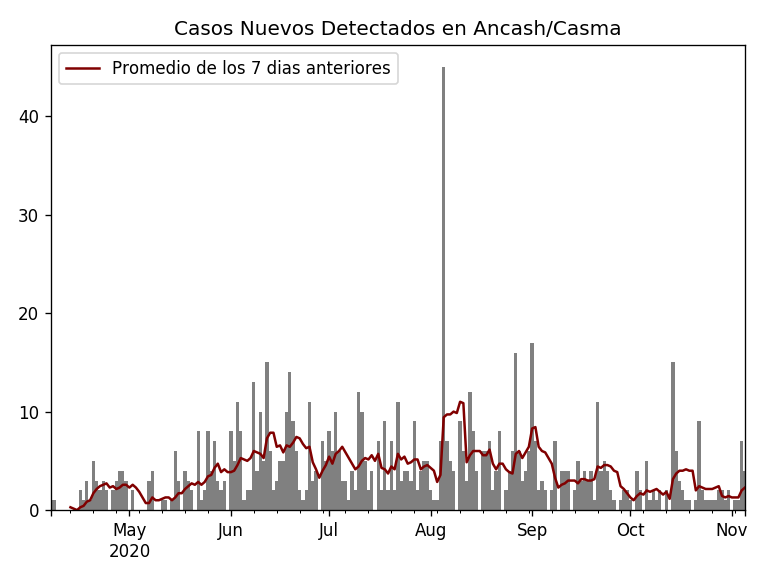 Casos Nuevos Detectados en Ancash/Casma
Promedio de los 7 dias anteriores
40
30
20
10
0
May Jun Jul Aug Sep Oct Nov
2020